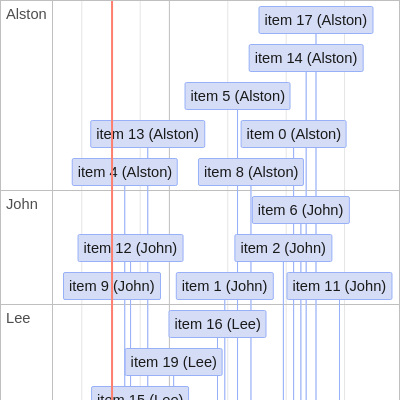 Alston
item 17 (Alston)
item 14 (Alston)
item 5 (Alston)
item 13 (Alston)
item 0 (Alston)
item 4 (Alston)
item 8 (Alston)
John
item 6 (John)
item 12 (John)
item 2 (John)
item 9 (John)
item 1 (John)
item 11 (John)
Lee
item 16 (Lee)
item 19 (Lee)
item 15 (Lee)